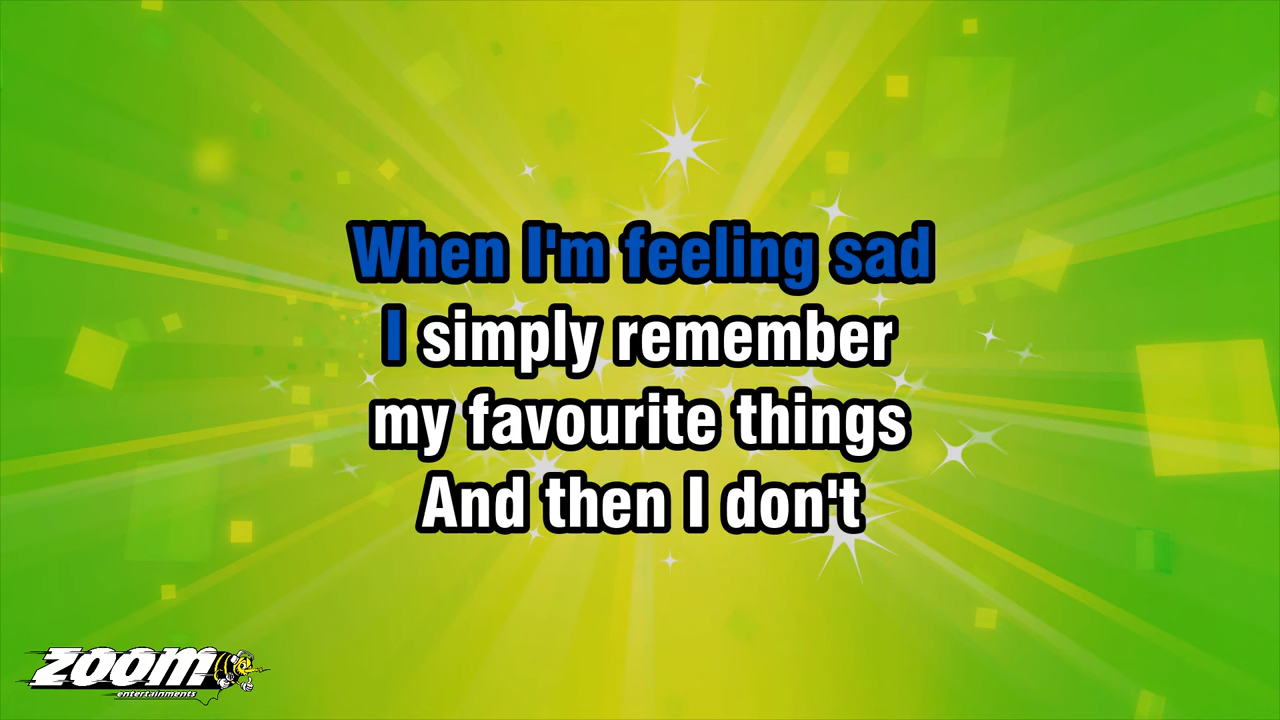 When I'm feeling sad
I simply remember
my favourite things
And then I don't
zoom
entertainments